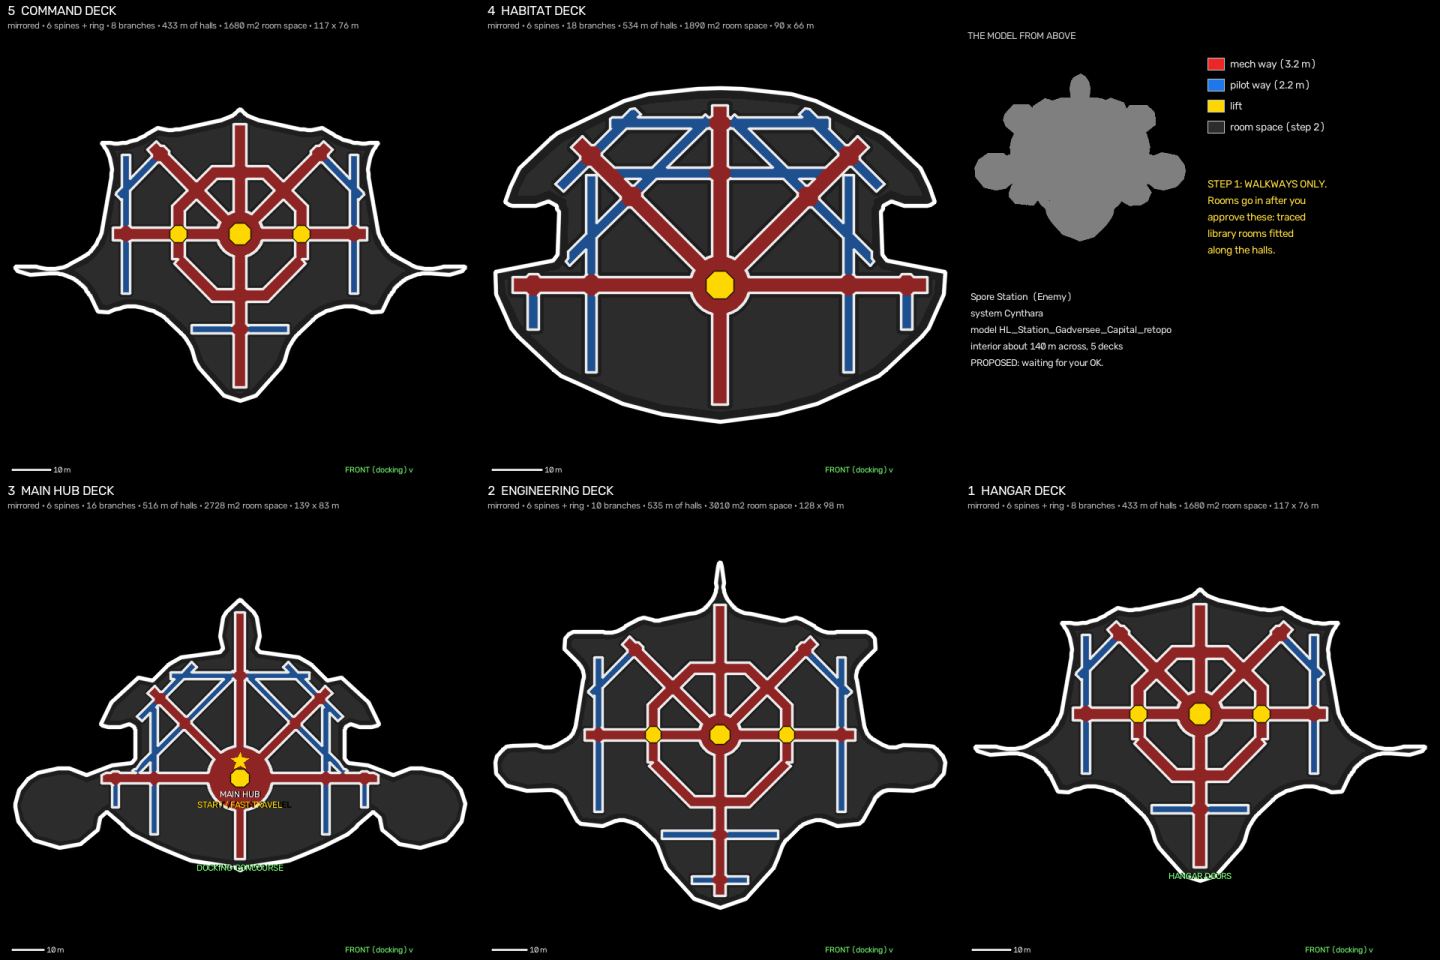 5 COMMAND DECK
mirrored • 6 spines + ring • 8 branches • 433 m of halls • 1680 m2 room space • 117 x 76 m
FRONT (docking) v
10 m
4 HABITAT DECK
mirrored • 6 spines • 18 branches • 534 m of halls • 1890 m2 room space • 90 x 66 m
10 m
FRONT (docking) v
THE MODEL FROM ABOVE
mech way (3.2 m)
pilot way (2.2 m)
lift
room space (step 2)
STEP 1: WALKWAYS ONLY.
Rooms go in after you
approve these: traced
library rooms fitted
along the halls.
Spore Station (Enemy)
system Cynthara
model HL_Station_Gadversee_Capital_retopo
interior about 140 m across, 5 decks
PROPOSED: waiting for your OK.
3 MAIN HUB DECK
mirrored • 6 spines • 16 branches • 516 m of halls • 2728 m2 room space • 139 x 83 m
MAIN HUB
START / FAST TRAVEL
DOCKING CONCOURSE
10 m
FRONT (docking) v
2 ENGINEERING DECK
mirrored • 6 spines + ring • 10 branches • 535 m of halls • 3010 m2 room space • 128 x 98 m
10 m
FRONT (docking) v
1 HANGAR DECK
mirrored • 6 spines + ring • 8 branches • 433 m of halls • 1680 m2 room space • 117 x 76 m
HANGAR DOORS
10 m
FRONT (docking) v